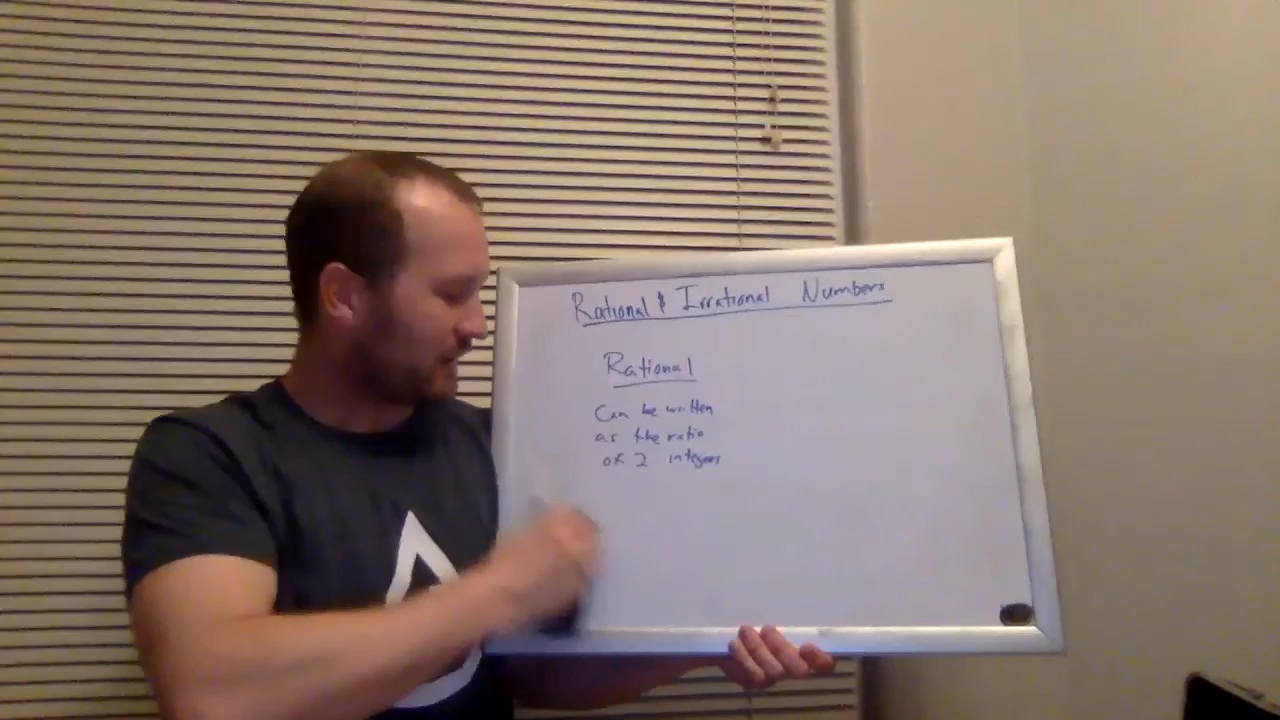 Rational & Irrational Numbers
Rational
Can be written
as the ratio
of 2 integers